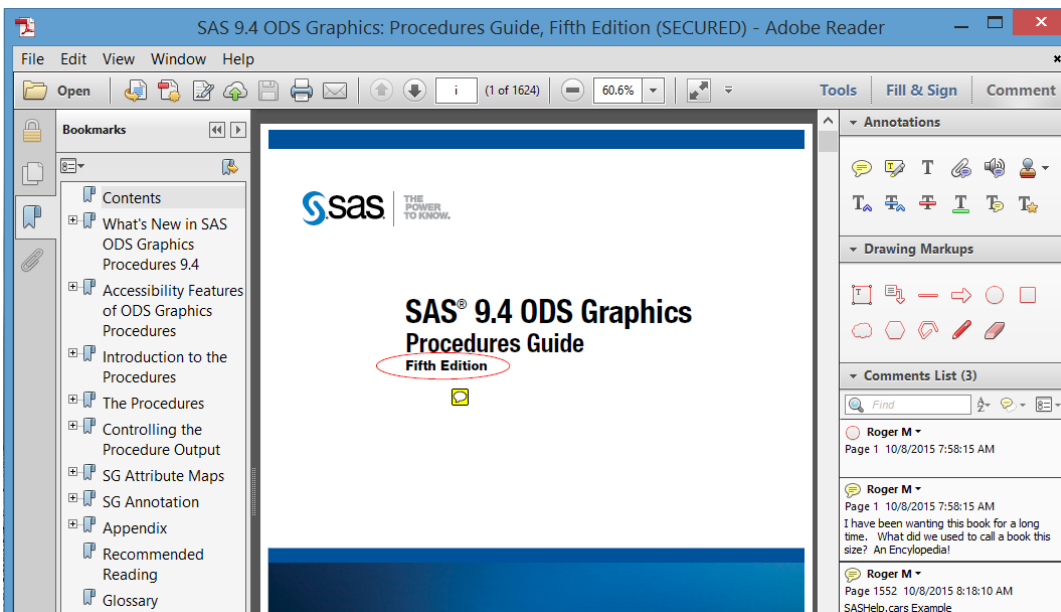 SAS 9.4 ODS Graphics: Procedures Guide, Fifth Edition (SECURED) - Adobe Reader
File Edit View Window Help
Open i (1 of 1624) 60.6% Tools Fill & Sign Comment
Bookmarks
Contents
What's New in SAS
ODS Graphics
Procedures 9.4
Accessibility Features
of ODS Graphics
Procedures
Introduction to the
Procedures
The Procedures
Controlling the
Procedure Output
SG Attribute Maps
SG Annotation
Appendix
Recommended
Reading
Glossary
sas THE
POWER
TO KNOW.
SAS® 9.4 ODS Graphics
Procedures Guide
Fifth Edition
Annotations
Drawing Markups
Comments List (3)
Find
Roger M
Page 1 10/8/2015 7:58:15 AM
Roger M
Page 1 10/8/2015 7:58:15 AM
I have been wanting this book for a long
time. What did we used to call a book this
size? An Encylopedia!
Roger M
Page 1552 10/8/2015 8:18:10 AM
SASHelp.cars Example